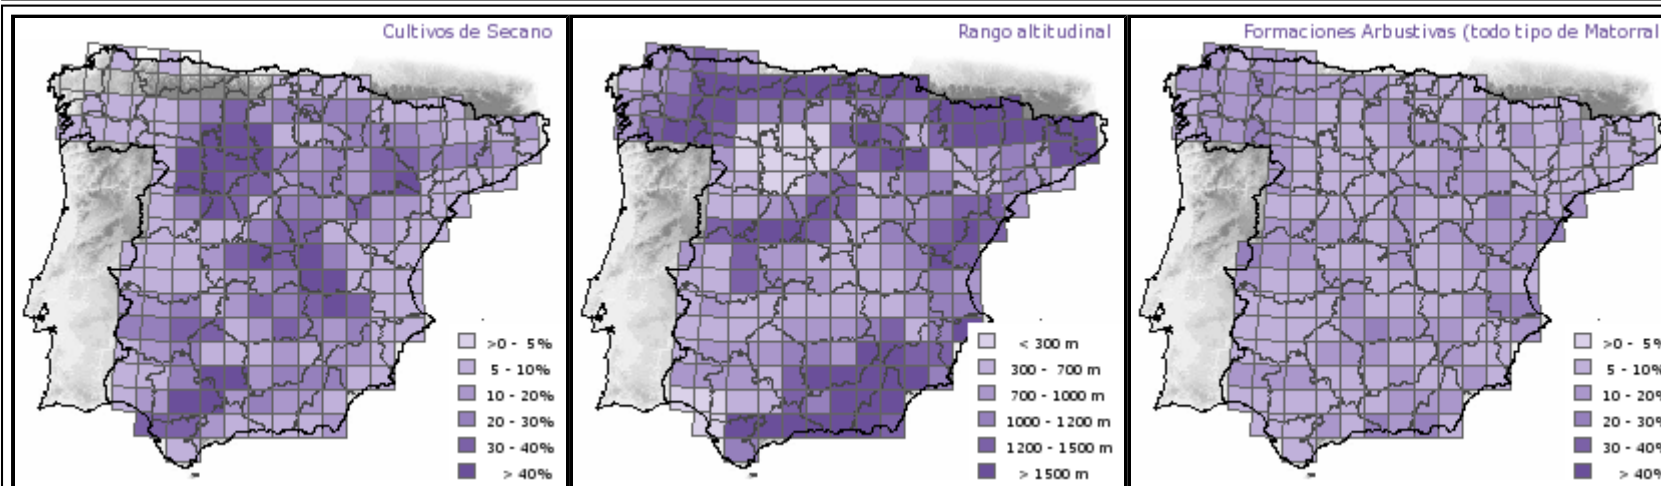 Cultivos de Secano
>0 - 5%
5 - 10%
10 - 20%
20 - 30%
30 - 40%
> 40%
Rango altitudinal
< 300 m
300 - 700 m
700 - 1000 m
1000 - 1200 m
1200 - 1500 m
> 1500 m
Formaciones Arbustivas (todo tipo de Matorral
>0 - 5%
5 - 10%
10 - 20%
20 - 30%
30 - 40%
> 40%